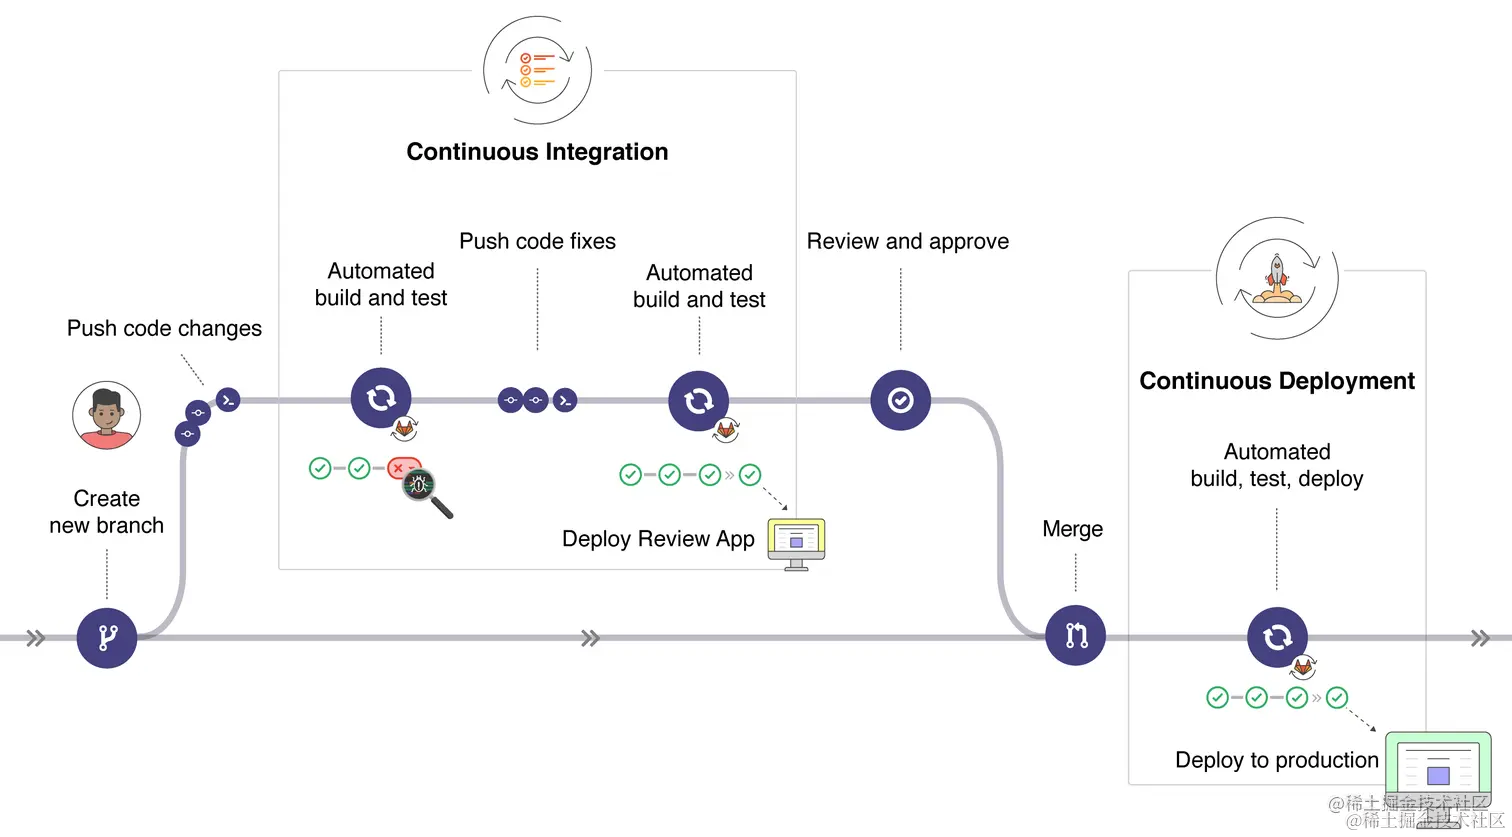 Continuous Integration
Push code fixes
Review and approve
Automated
build and test
Automated
build and test
Push code changes
Continuous Deployment
Automated
build, test, deploy
Create
new branch
Merge
Deploy Review App
Deploy to production
@稀土掘金技术社区
@稀土掘金技术社区